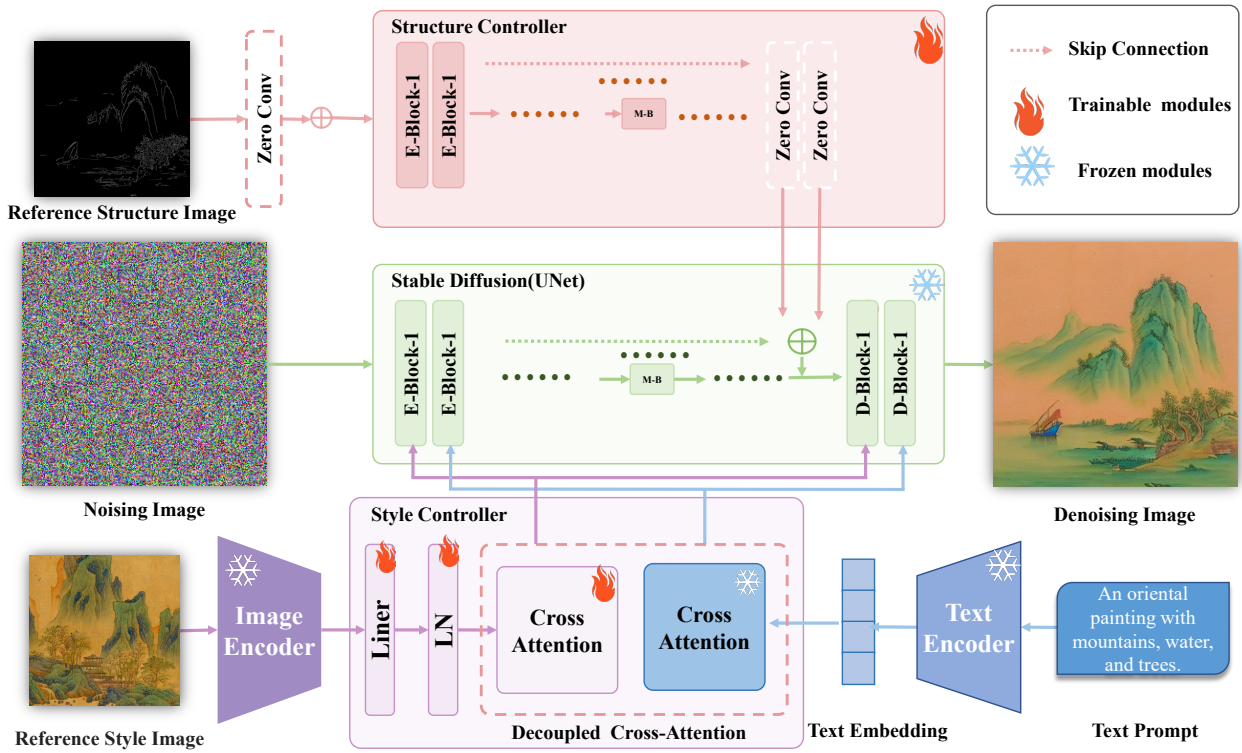 Structure Controller
E-Block-1
E-Block-1
M-B
Zero Conv
Zero Conv
Zero Conv
Reference Structure Image
Skip Connection
Trainable modules
Frozen modules
Stable Diffusion(UNet)
E-Block-1
E-Block-1
M-B
D-Block-1
D-Block-1
Noising Image
Denoising Image
Style Controller
Image
Encoder
Liner
LN
Cross
Attention
Cross
Attention
Decoupled Cross-Attention
Text Embedding
Text
Encoder
An oriental
painting with
mountains, water,
and trees.
Reference Style Image
Text Prompt